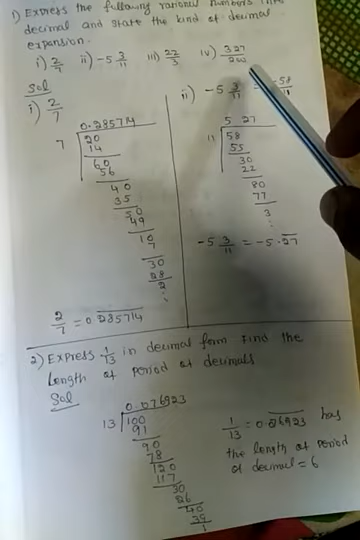 1) Express the following rational numbers into
decimal and state the kind of decimal
expansion.
i) 2/7 ii) -5 3/11 iii) 22/3 iv) 327/200
Sol
i) 2/7
0.285714
7 20
14
60
56
40
35
50
49
10
7
30
28
2
⋮
2/7 = 0.285714
ii) -5 3/11 = -58/11
5 27
11 58
55
30
22
80
77
3
⋮
-5 3/11 = -5.27
2) Express 1/13 in decimal form Find the
length of period of decimals
Sol
0.076923
13 100
91
90
78
120
117
30
26
40
39
1
1/13 = 0.076923 has
the length of period
of decimal = 6